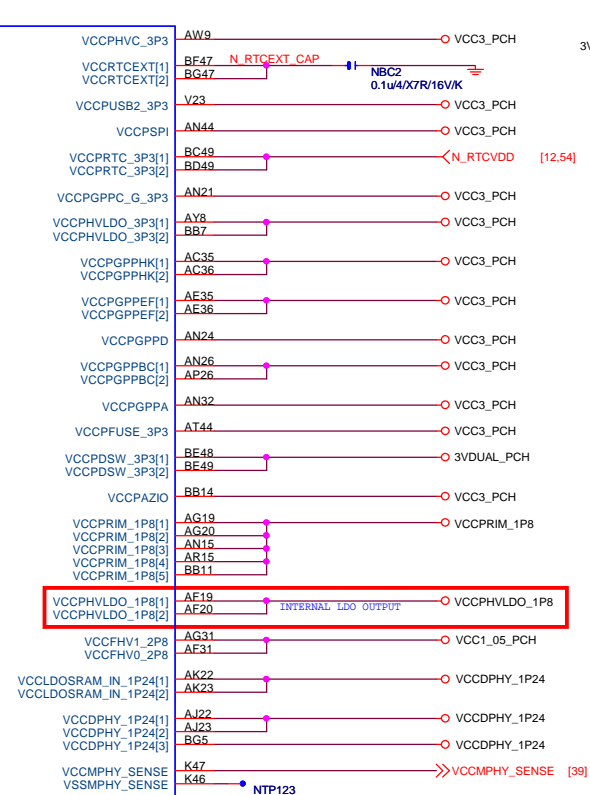 VCCPHVC_3P3 AW9 VCC3_PCH
3\
VCCRTCEXT[1] BF47 N_RTCEXT_CAP
VCCRTCEXT[2] BG47
NBC2
0.1u/4/X7R/16V/K
VCCPUSB2_3P3 V23 VCC3_PCH
VCCPSPI AN44 VCC3_PCH
VCCPRTC_3P3[1] BC49 N_RTCVDD [12,54]
VCCPRTC_3P3[2] BD49
VCCPGPPC_G_3P3 AN21 VCC3_PCH
VCCPHVLDO_3P3[1] AY8 VCC3_PCH
VCCPHVLDO_3P3[2] BB7
VCCPGPPHK[1] AC35 VCC3_PCH
VCCPGPPHK[2] AC36
VCCPGPPEF[1] AE35 VCC3_PCH
VCCPGPPEF[2] AE36
VCCPGPPD AN24 VCC3_PCH
VCCPGPPBC[1] AN26 VCC3_PCH
VCCPGPPBC[2] AP26
VCCPGPPA AN32 VCC3_PCH
VCCPFUSE_3P3 AT44 VCC3_PCH
VCCPDSW_3P3[1] BE48 3VDUAL_PCH
VCCPDSW_3P3[2] BE49
VCCPAZIO BB14 VCC3_PCH
VCCPRIM_1P8[1] AG19 VCCPRIM_1P8
VCCPRIM_1P8[2] AG20
VCCPRIM_1P8[3] AN15
VCCPRIM_1P8[4] AR15
VCCPRIM_1P8[5] BB11
VCCPHVLDO_1P8[1] AF19 VCCPHVLDO_1P8
VCCPHVLDO_1P8[2] AF20 INTERNAL LDO OUTPUT
VCCFHV1_2P8 AG31 VCC1_05_PCH
VCCFHV0_2P8 AF31
VCCLDOSRAM_IN_1P24[1] AK22 VCCDPHY_1P24
VCCLDOSRAM_IN_1P24[2] AK23
VCCDPHY_1P24[1] AJ22 VCCDPHY_1P24
VCCDPHY_1P24[2] AJ23
VCCDPHY_1P24[3] BG5 VCCDPHY_1P24
VCCMPHY_SENSE K47 VCCMPHY_SENSE [39]
VSSMPHY_SENSE K46 NTP123